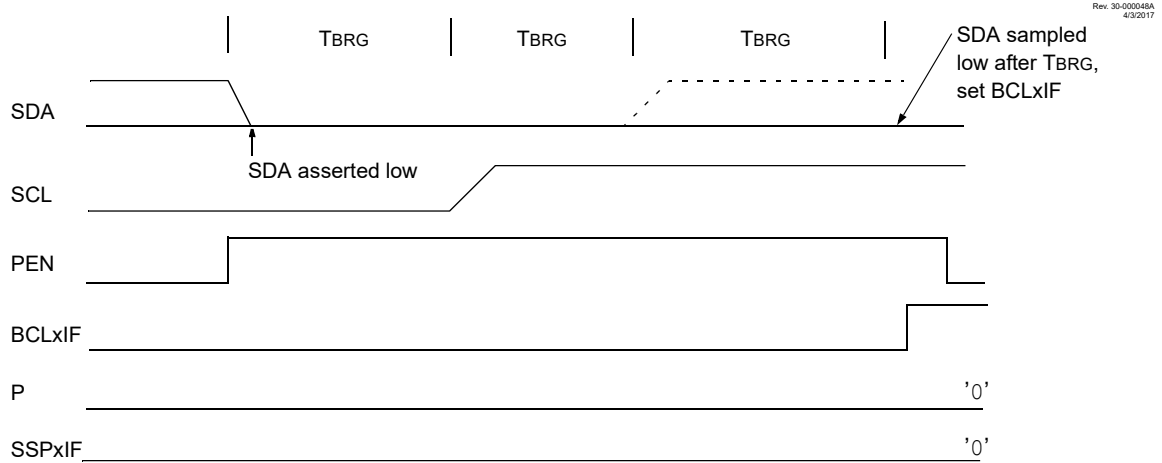 Rev. 30-000048A
4/3/2017
TBRG
TBRG
TBRG
SDA sampled
low after TBRG,
set BCLxIF
SDA
SDA asserted low
SCL
PEN
BCLxIF
P
'0'
SSPxIF
'0'